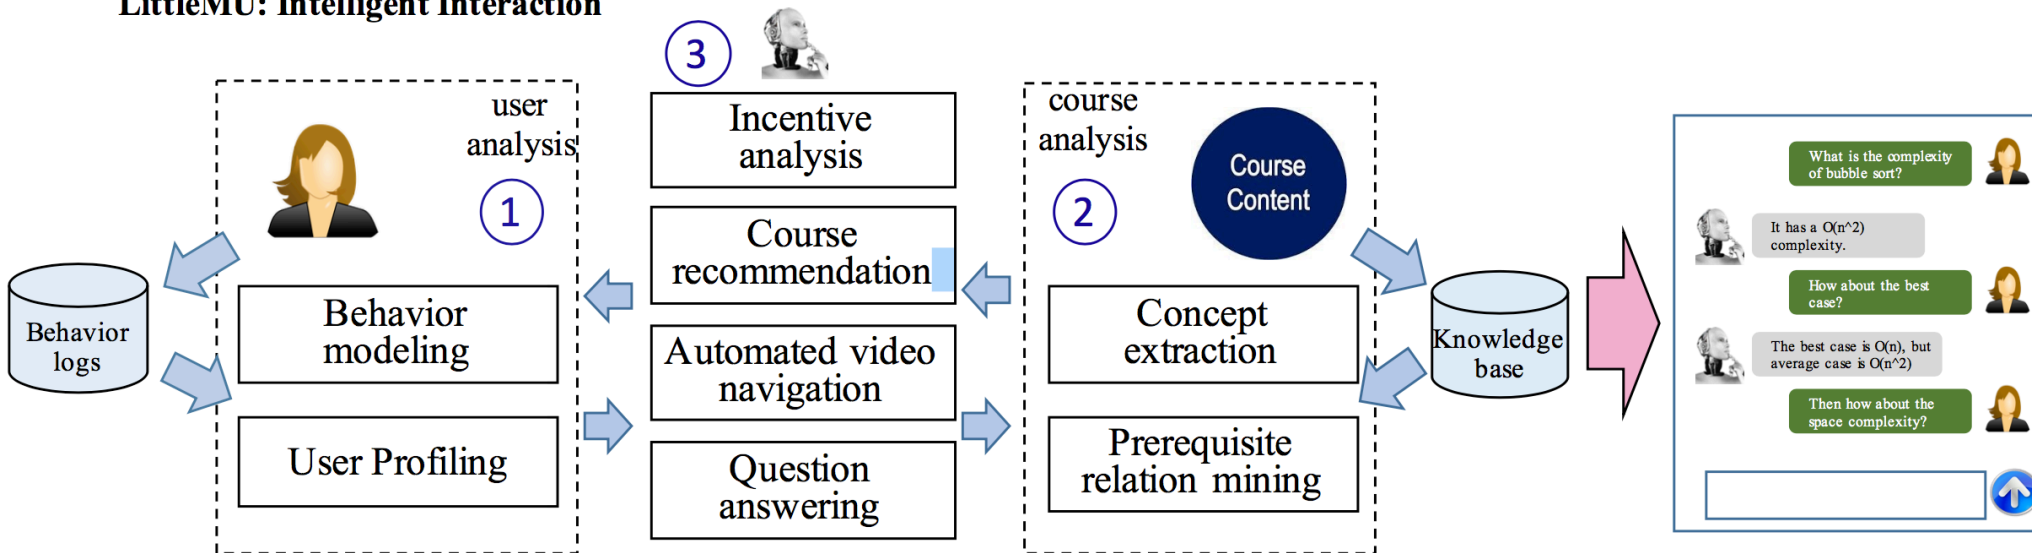 LittleMU: Intelligent Interaction
user
analysis
1
Behavior
logs
Behavior
modeling
User Profiling
3
Incentive
analysis
Course
recommendation
Automated video
navigation
Question
answering
course
analysis
2
Course
Content
Concept
extraction
Prerequisite
relation mining
Knowledge
base
What is the complexity
of bubble sort?
It has a O(n^2)
complexity.
How about the best
case?
The best case is O(n), but
average case is O(n^2)
Then how about the
space complexity?